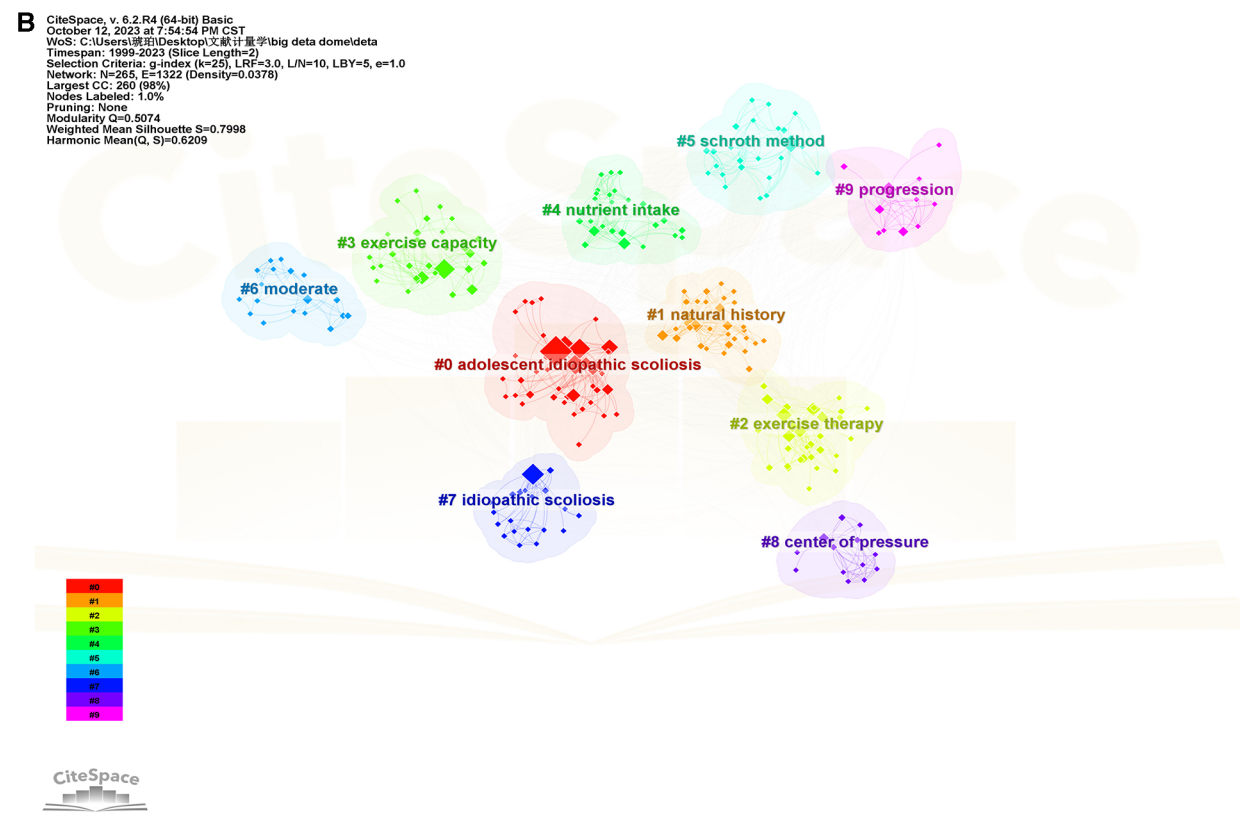 B
CiteSpace, v. 6.2.R4 (64-bit) Basic
October 12, 2023 at 7:54:54 PM CST
WoS: C:\Users\琥珀\Desktop\文献计量学\big deta dome\deta
Timespan: 1999-2023 (Slice Length=2)
Selection Criteria: g-index (k=25), LRF=3.0, L/N=10, LBY=5, e=1.0
Network: N=265, E=1322 (Density=0.0378)
Largest CC: 260 (98%)
Nodes Labeled: 1.0%
Pruning: None
Modularity Q=0.5074
Weighted Mean Silhouette S=0.7998
Harmonic Mean(Q, S)=0.6209
CiteSpace
#5 schroth method
#9 progression
#4 nutrient intake
#3 exercise capacity
#6 moderate
#1 natural history
#0 adolescent idiopathic scoliosis
#2 exercise therapy
#7 idiopathic scoliosis
#8 center of pressure
#0
#1
#2
#3
#4
#5
#6
#7
#8
#9
CiteSpace